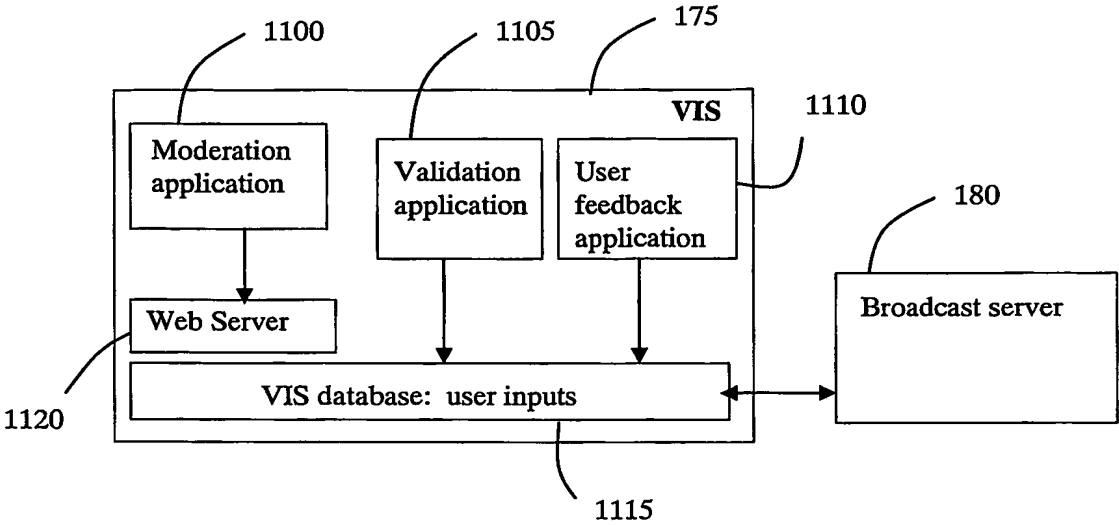 1100
1105
175
VIS
1110
Moderation
application
Validation
application
User
feedback
application
180
Broadcast server
Web Server
VIS database: user inputs
1120
1115